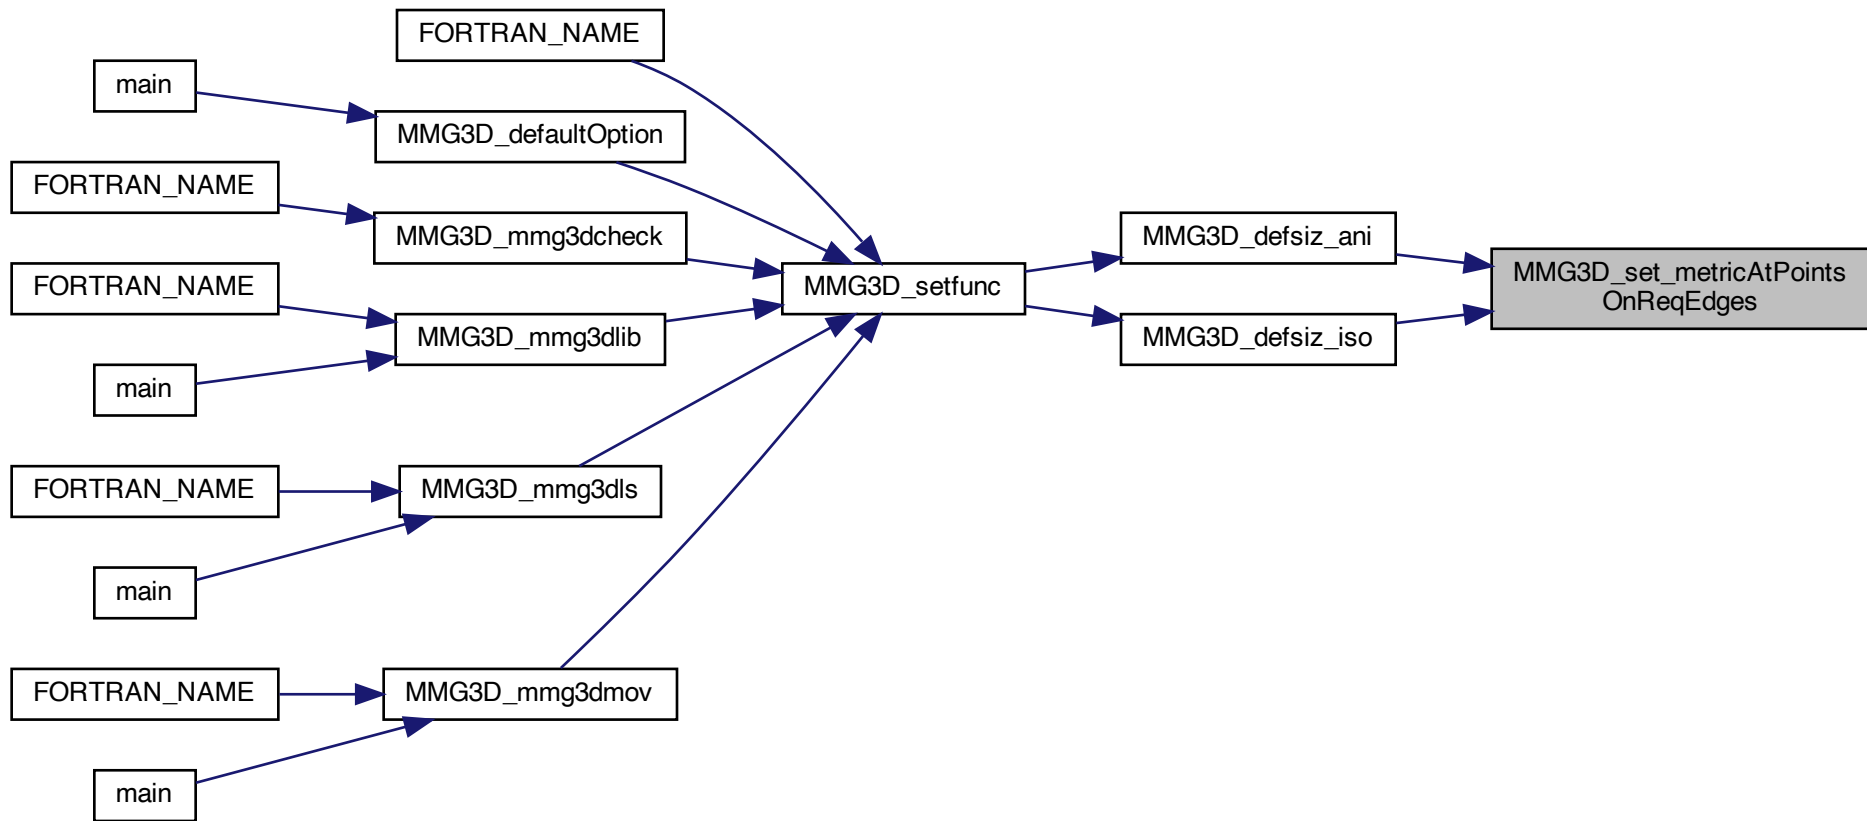 FORTRAN_NAME
main
MMG3D_defaultOption
FORTRAN_NAME
MMG3D_mmg3dcheck
MMG3D_defsiz_ani
FORTRAN_NAME
MMG3D_setfunc
MMG3D_set_metricAtPoints
OnReqEdges
MMG3D_mmg3dlib
MMG3D_defsiz_iso
main
FORTRAN_NAME
MMG3D_mmg3dls
main
FORTRAN_NAME
MMG3D_mmg3dmov
main